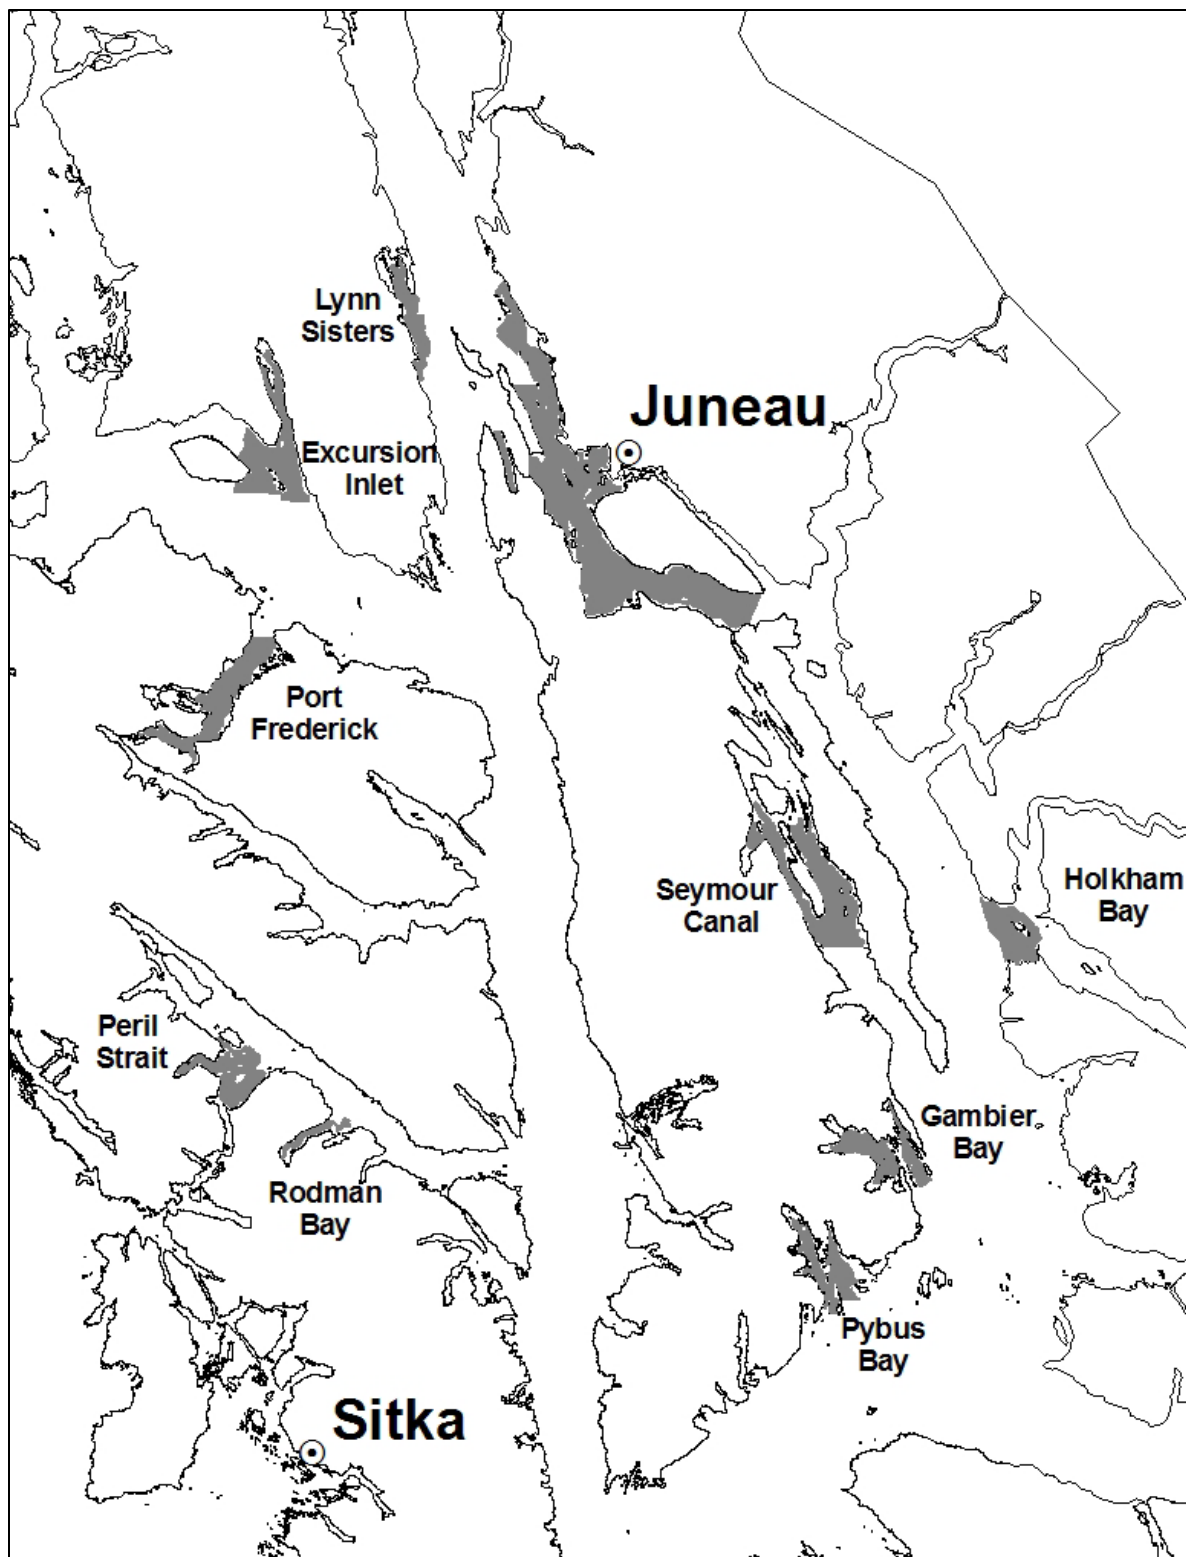 Lynn
Sisters
Juneau
Excursion
Inlet
Port
Frederick
Seymour
Canal
Holkham
Bay
Peril
Strait
Gambier
Bay
Rodman
Bay
Pybus
Bay
Sitka